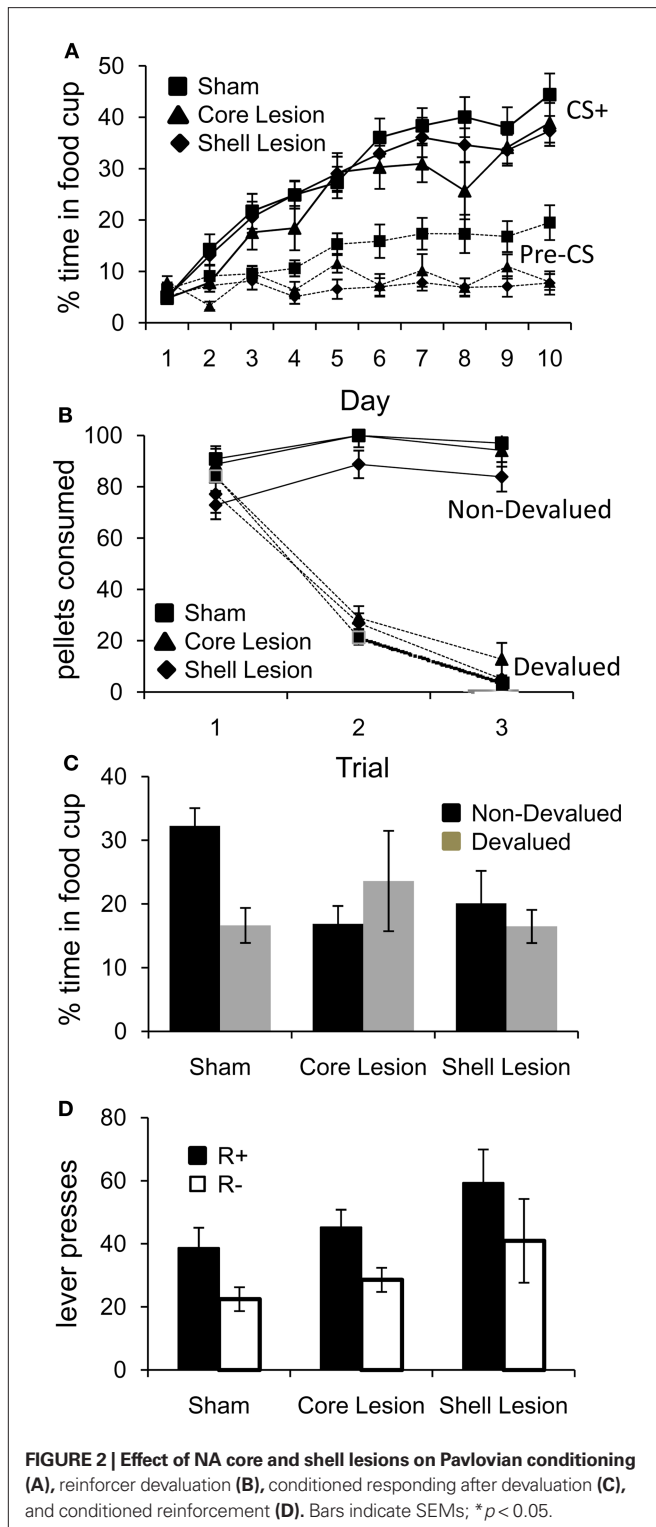 A
% time in food cup
50
40
30
20
10
0
Sham
Core Lesion
Shell Lesion
CS+
Pre-CS
1 2 3 4 5 6 7 8 9 10
Day
B
pellets consumed
100
80
60
40
20
0
Non-Devalued
Sham
Core Lesion
Shell Lesion
Devalued
1 2 3
Trial
C
% time in food cup
40
30
20
10
0
Non-Devalued
Devalued
Sham Core Lesion Shell Lesion
D
lever presses
80
60
40
20
0
R+
R-
Sham Core Lesion Shell Lesion
FIGURE 2 | Effect of NA core and shell lesions on Pavlovian conditioning
(A), reinforcer devaluation (B), conditioned responding after devaluation (C),
and conditioned reinforcement (D). Bars indicate SEMs; *p < 0.05.